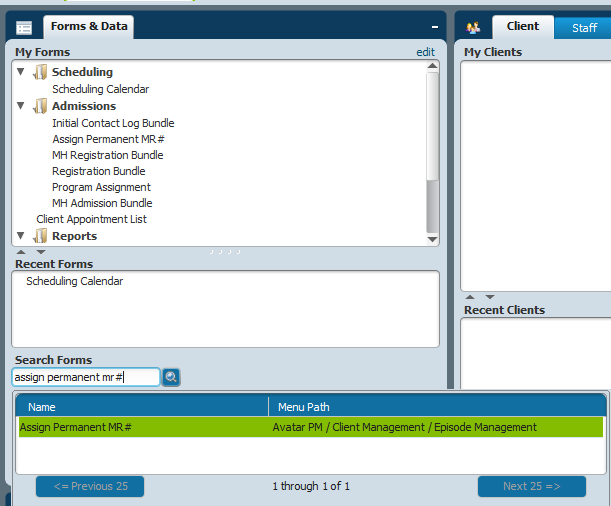 Forms & Data
Client
Staff
My Forms
edit
Scheduling
Scheduling Calendar
Admissions
Initial Contact Log Bundle
Assign Permanent MR#
MH Registration Bundle
Registration Bundle
Program Assignment
MH Admission Bundle
Client Appointment List
Reports
Recent Forms
Scheduling Calendar
Search Forms
assign permanent mr#
My Clients
Recent Clients
Name Menu Path
Assign Permanent MR# Avatar PM / Client Management / Episode Management
<= Previous 25 1 through 1 of 1 Next 25 =>